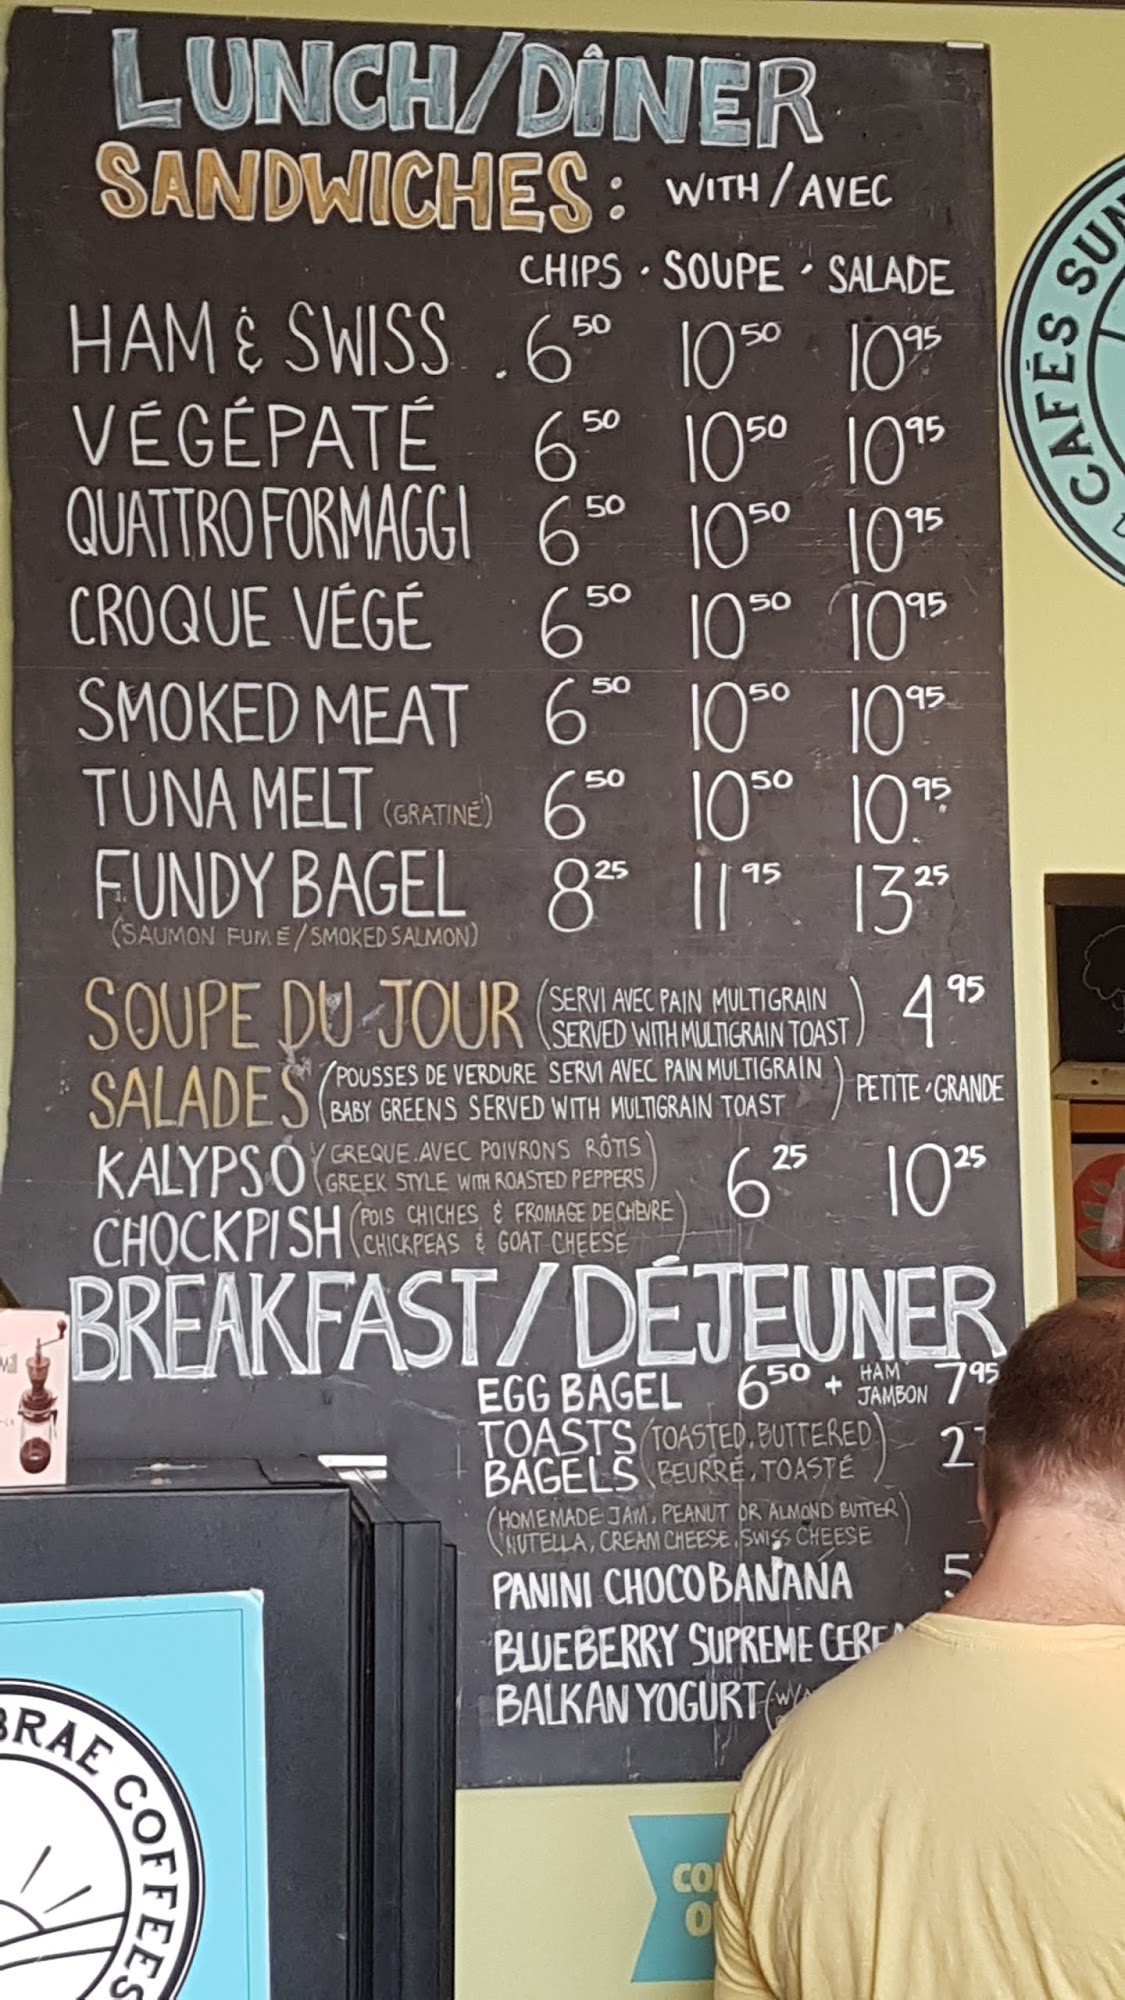 LUNCH/DÎNER
SANDWICHES: WITH/AVEC
CHIPS · SOUPE · SALADE
HAM & SWISS 6.50 10.50 10.95
VÉGÉPATÉ 6.50 10.50 10.95
QUATTRO FORMAGGI 6.50 10.50 10.95
CROQUE VÉGÉ 6.50 10.50 10.95
SMOKED MEAT 6.50 10.50 10.95
TUNA MELT (GRATINÉ) 6.50 10.50 10.95
FUNDY BAGEL 8.25 11.95 13.25
(SAUMON FUMÉ/SMOKED SALMON)
SOUPE DU JOUR (SERVI AVEC PAIN MULTIGRAIN
SERVED WITH MULTIGRAIN TOAST) 4.95
SALADES (POUSSES DE VERDURE SERVI AVEC PAIN MULTIGRAIN
BABY GREENS SERVED WITH MULTIGRAIN TOAST) PETITE · GRANDE
KALYPSO (GREQUE AVEC POIVRONS RÔTIS
GREEK STYLE WITH ROASTED PEPPERS) 6.25 10.25
CHOCKPISH (POIS CHICHES & FROMAGE DE CHÈVRE
CHICKPEAS & GOAT CHEESE)
BREAKFAST/DÉJEUNER
EGG BAGEL 6.50 + HAM JAMBON 7.95
TOASTS (TOASTED, BUTTERED)
BAGELS (BEURRÉ, TOASTÉ) 2
(HOMEMADE JAM, PEANUT OR ALMOND BUTTER
NUTELLA, CREAM CHEESE, SWISS CHEESE)
PANINI CHOCOBANANA 5
BLUEBERRY SUPREME
BALKAN YOGURT (W/
CAFÉS
COFFEES